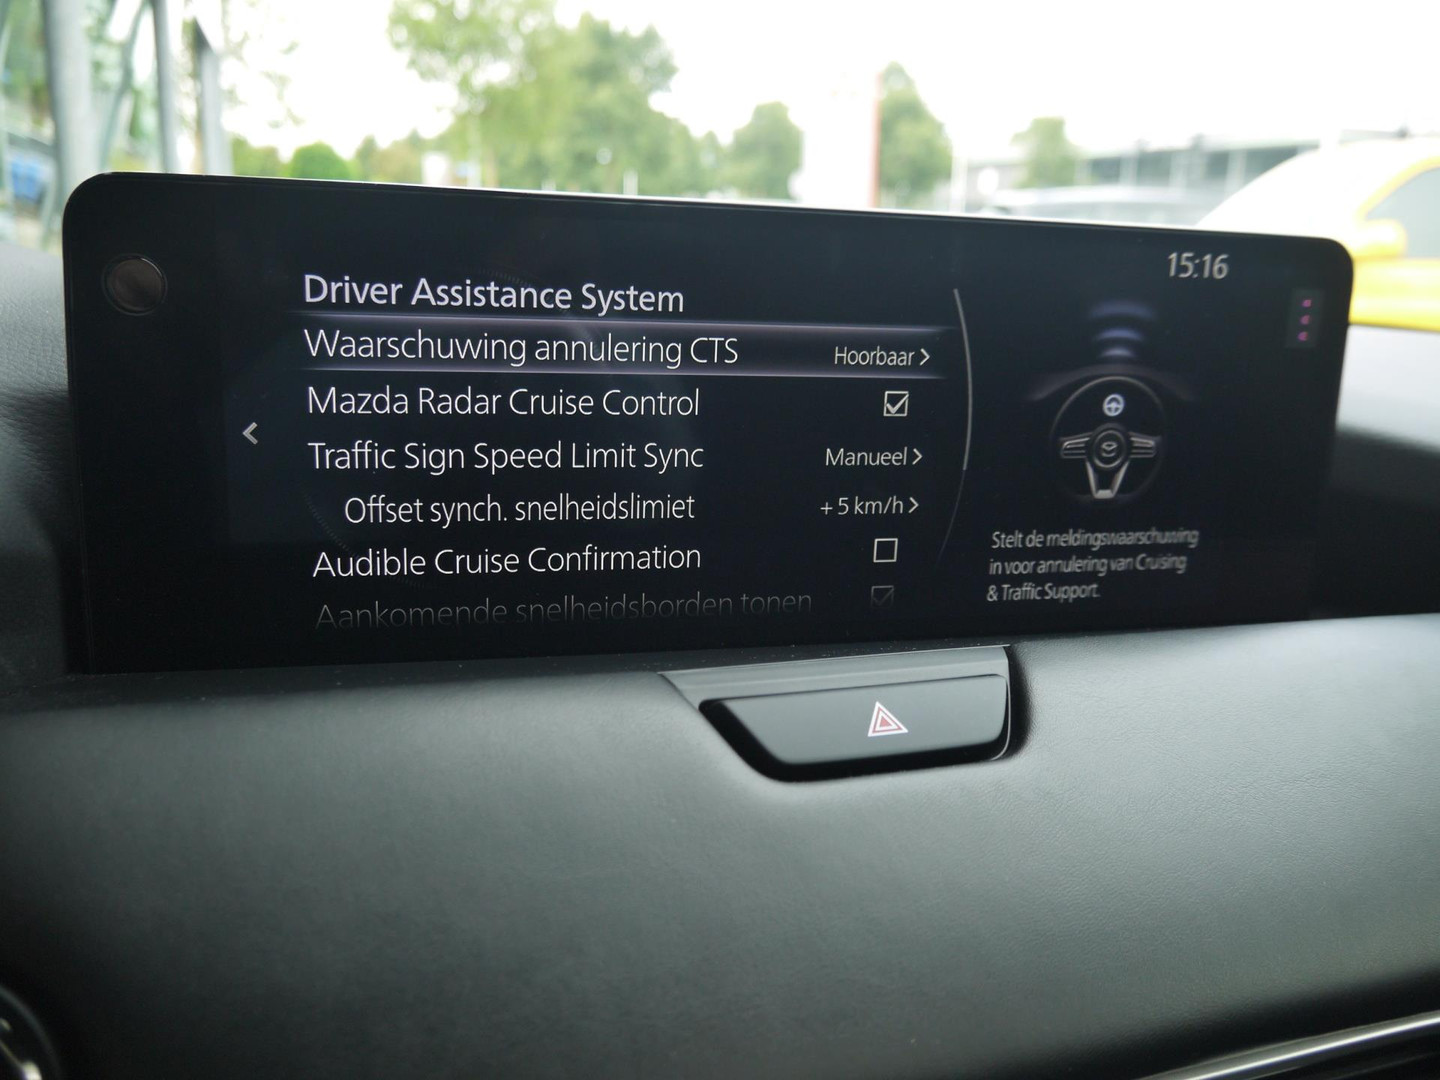 15:16
Driver Assistance System
Waarschuwing annulering CTS Hoorbaar >
Mazda Radar Cruise Control
Traffic Sign Speed Limit Sync Manueel >
Offset synch. snelheidslimiet + 5 km/h >
Audible Cruise Confirmation
Aankomende snelheidsborden tonen
Stelt de meldingswaarschuwing
in voor annulering van Cruising
& Traffic Support.